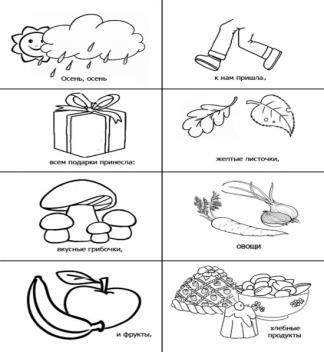 Осень, осень
к нам пришла.
всем подарки принесла:
желтые листочки,
вкусные грибочки,
овощи
и фрукты,
хлебные
продукты